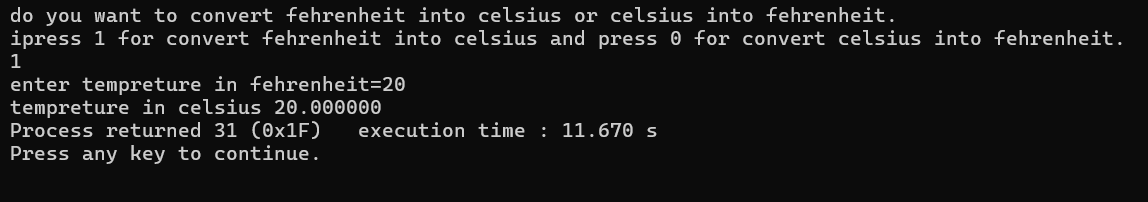 do you want to convert fehrenheit into celsius or celsius into fehrenheit.
ipress 1 for convert fehrenheit into celsius and press 0 for convert celsius into fehrenheit.
1
enter tempreture in fehrenheit=20
tempreture in celsius 20.000000
Process returned 31 (0x1F)   execution time : 11.670 s
Press any key to continue.